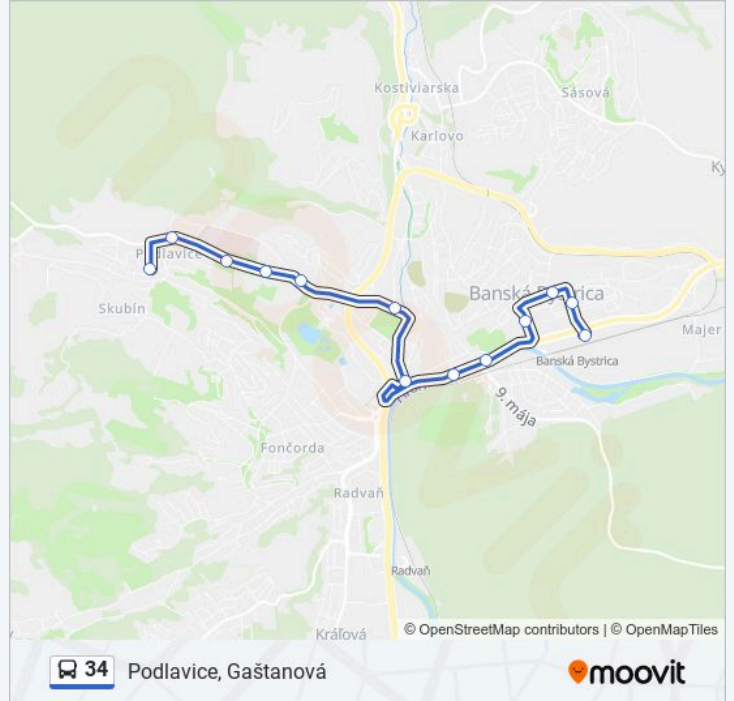 Kostiviarska
Sásová
Karlovo
Ky
Podlavice
Banská Bystrica
Skubín
Majer
Banská Bystrica
9. mája
Fončorda
Radvaň
Radvaň
Kráľová
© OpenStreetMap contributors | © OpenMapTiles
34 Podlavice, Gaštanová
moovit